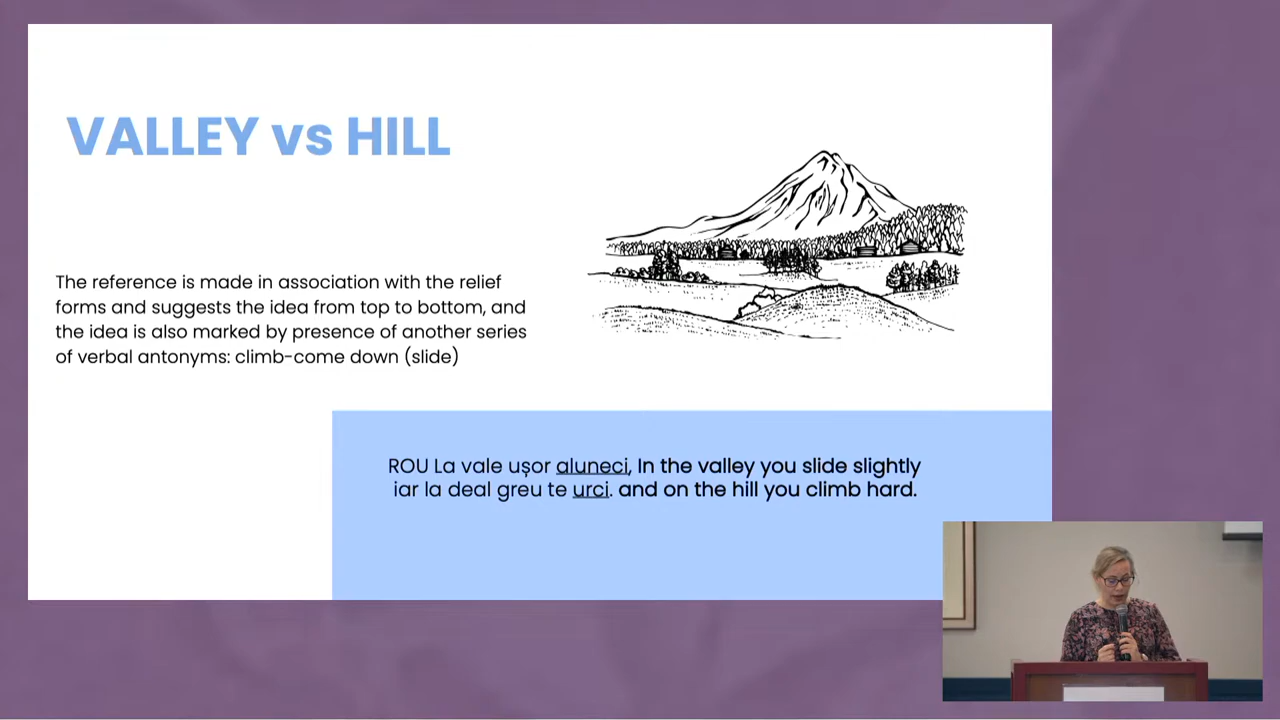 VALLEY vs HILL
The reference is made in association with the relief
forms and suggests the idea from top to bottom, and
the idea is also marked by presence of another series
of verbal antonyms: climb-come down (slide)
ROU La vale ușor aluneci, In the valley you slide slightly
iar la deal greu te urci. and on the hill you climb hard.